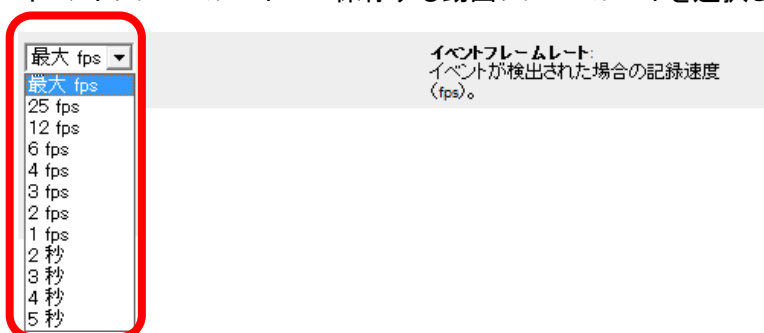 最大 fps
最大 fps
25 fps
12 fps
6 fps
4 fps
3 fps
2 fps
1 fps
2 秒
3 秒
4 秒
5 秒
イベントフレームレート:
イベントが検出された場合の記録速度
(fps)。